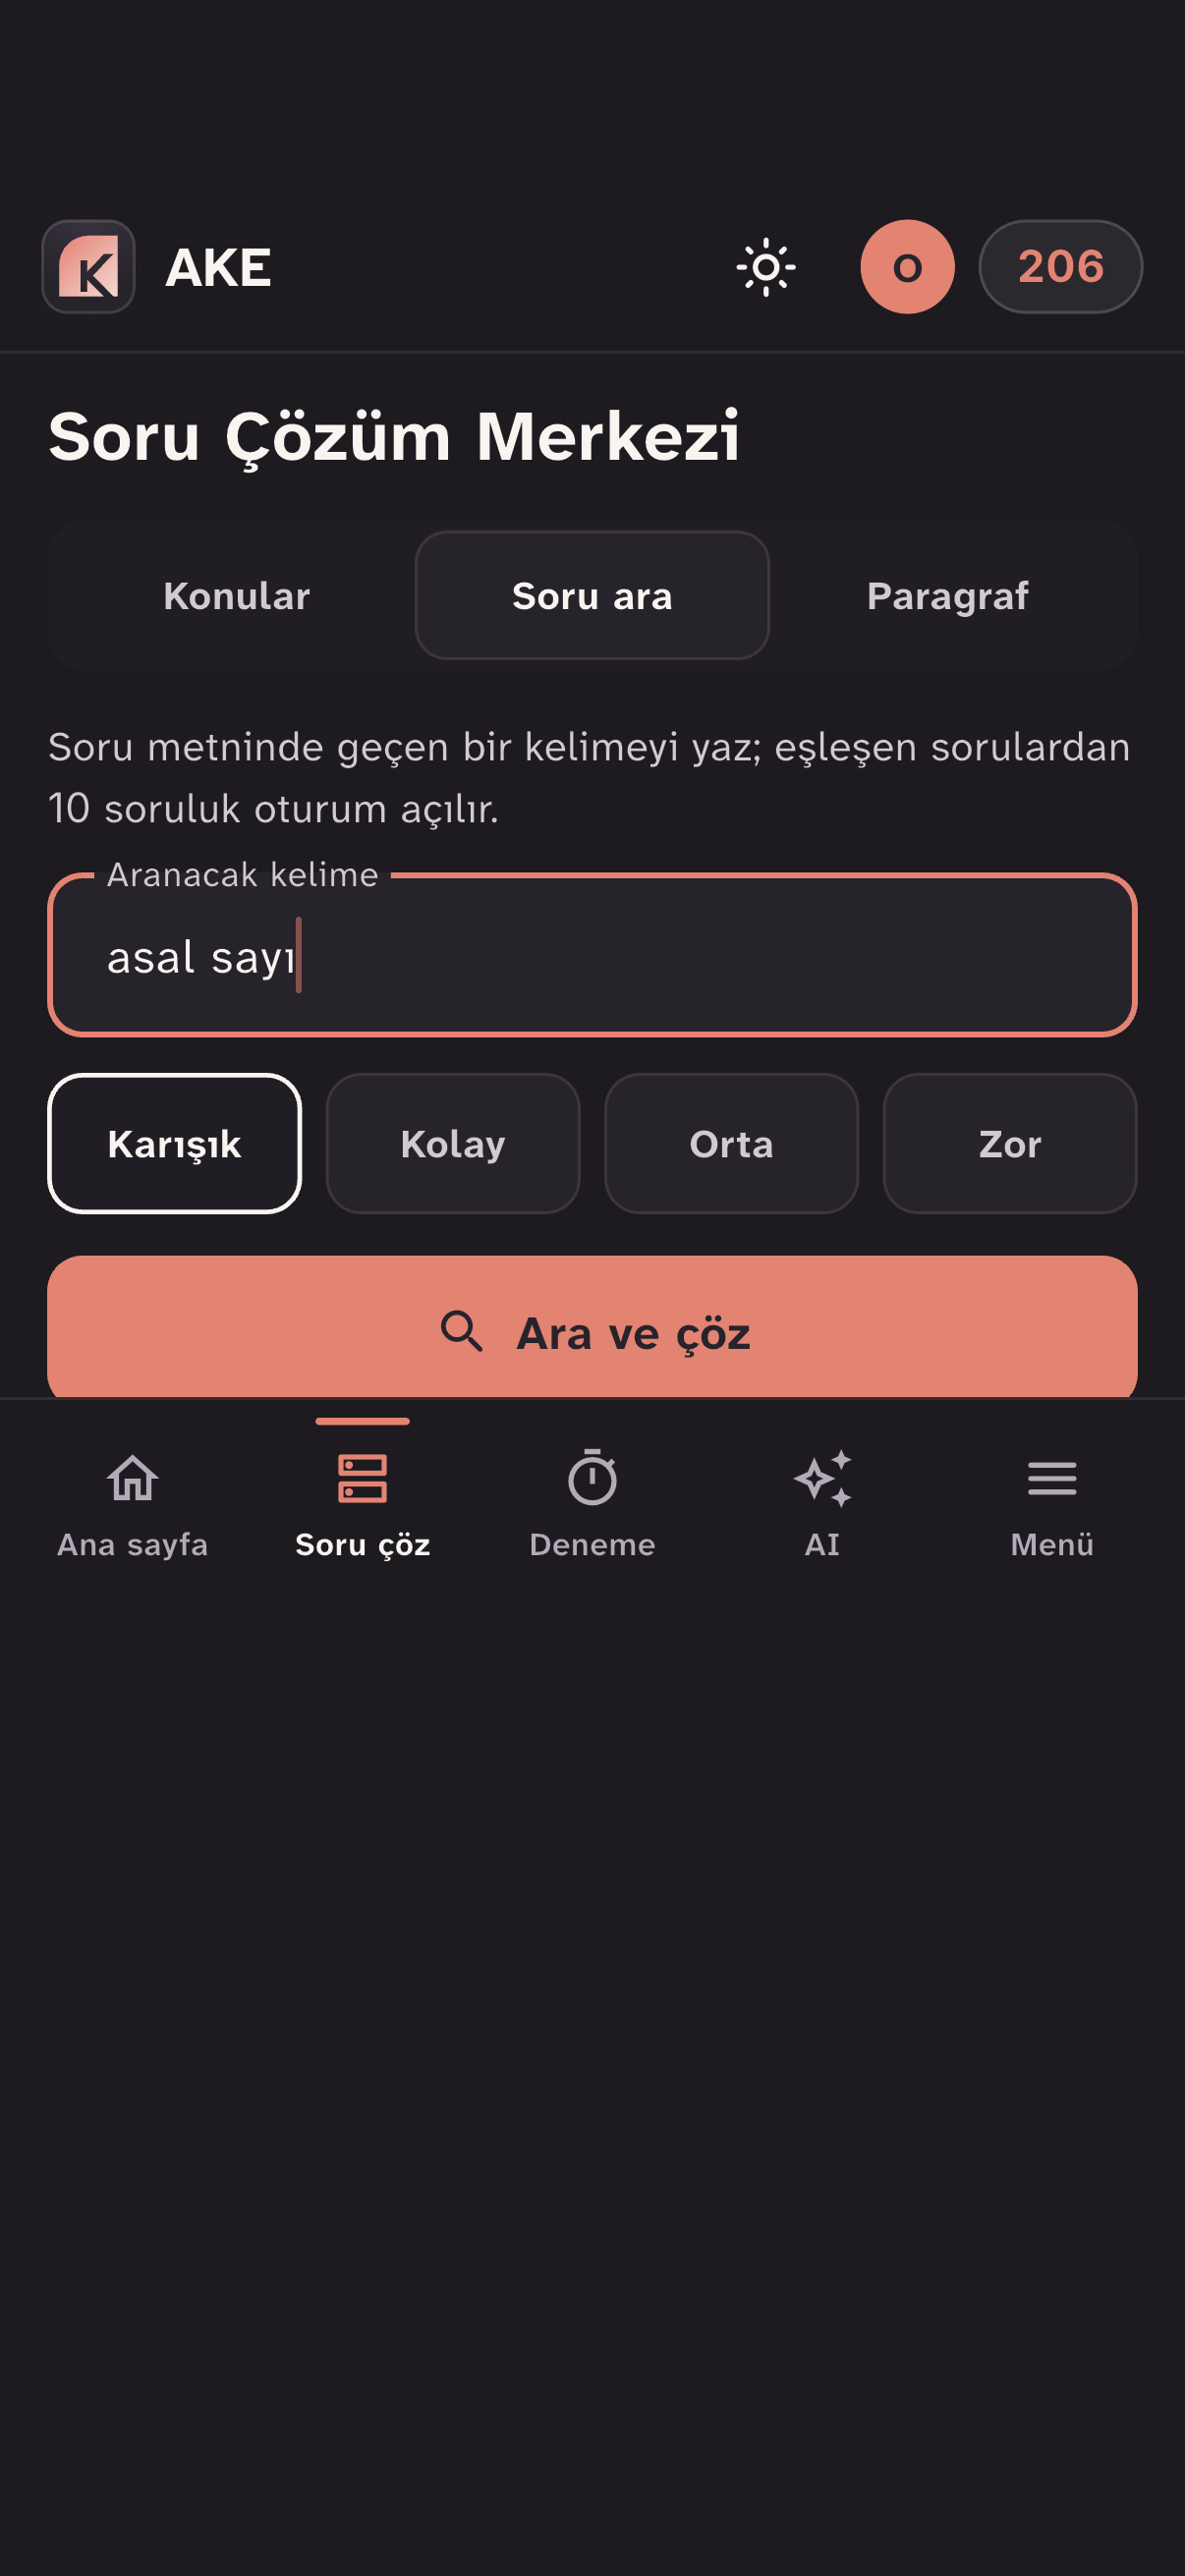 K AKE O 206
Soru Çözüm Merkezi
Konular Soru ara Paragraf
Soru metninde geçen bir kelimeyi yaz; eşleşen sorulardan
10 soruluk oturum açılır.
Aranacak kelime
asal sayı
Karışık Kolay Orta Zor
Ara ve çöz
Ana sayfa Soru çöz Deneme AI Menü